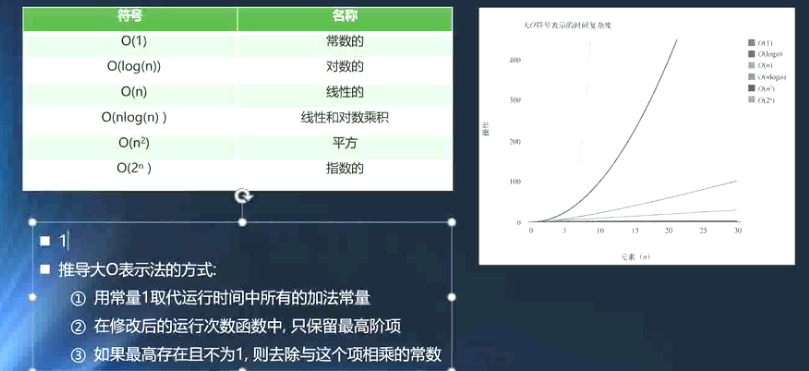 符号 名称
O(1) 常数的
O(log(n)) 对数的
O(n) 线性的
O(nlog(n) ) 线性和对数乘积
O(n²) 平方
O(2ⁿ ) 指数的
1
推导大O表示法的方式:
① 用常量1取代运行时间中所有的加法常量
② 在修改后的运行次数函数中, 只保留最高阶项
③ 如果最高存在且不为1, 则去除与这个项相乘的常数
大O符号表示的时间复杂度
O(1)
O(logn)
O(n)
O(nlogn)
O(n²)
O(2ⁿ)
400
300
200
100
0
0 5 10 15 20 25 30
元素（n）